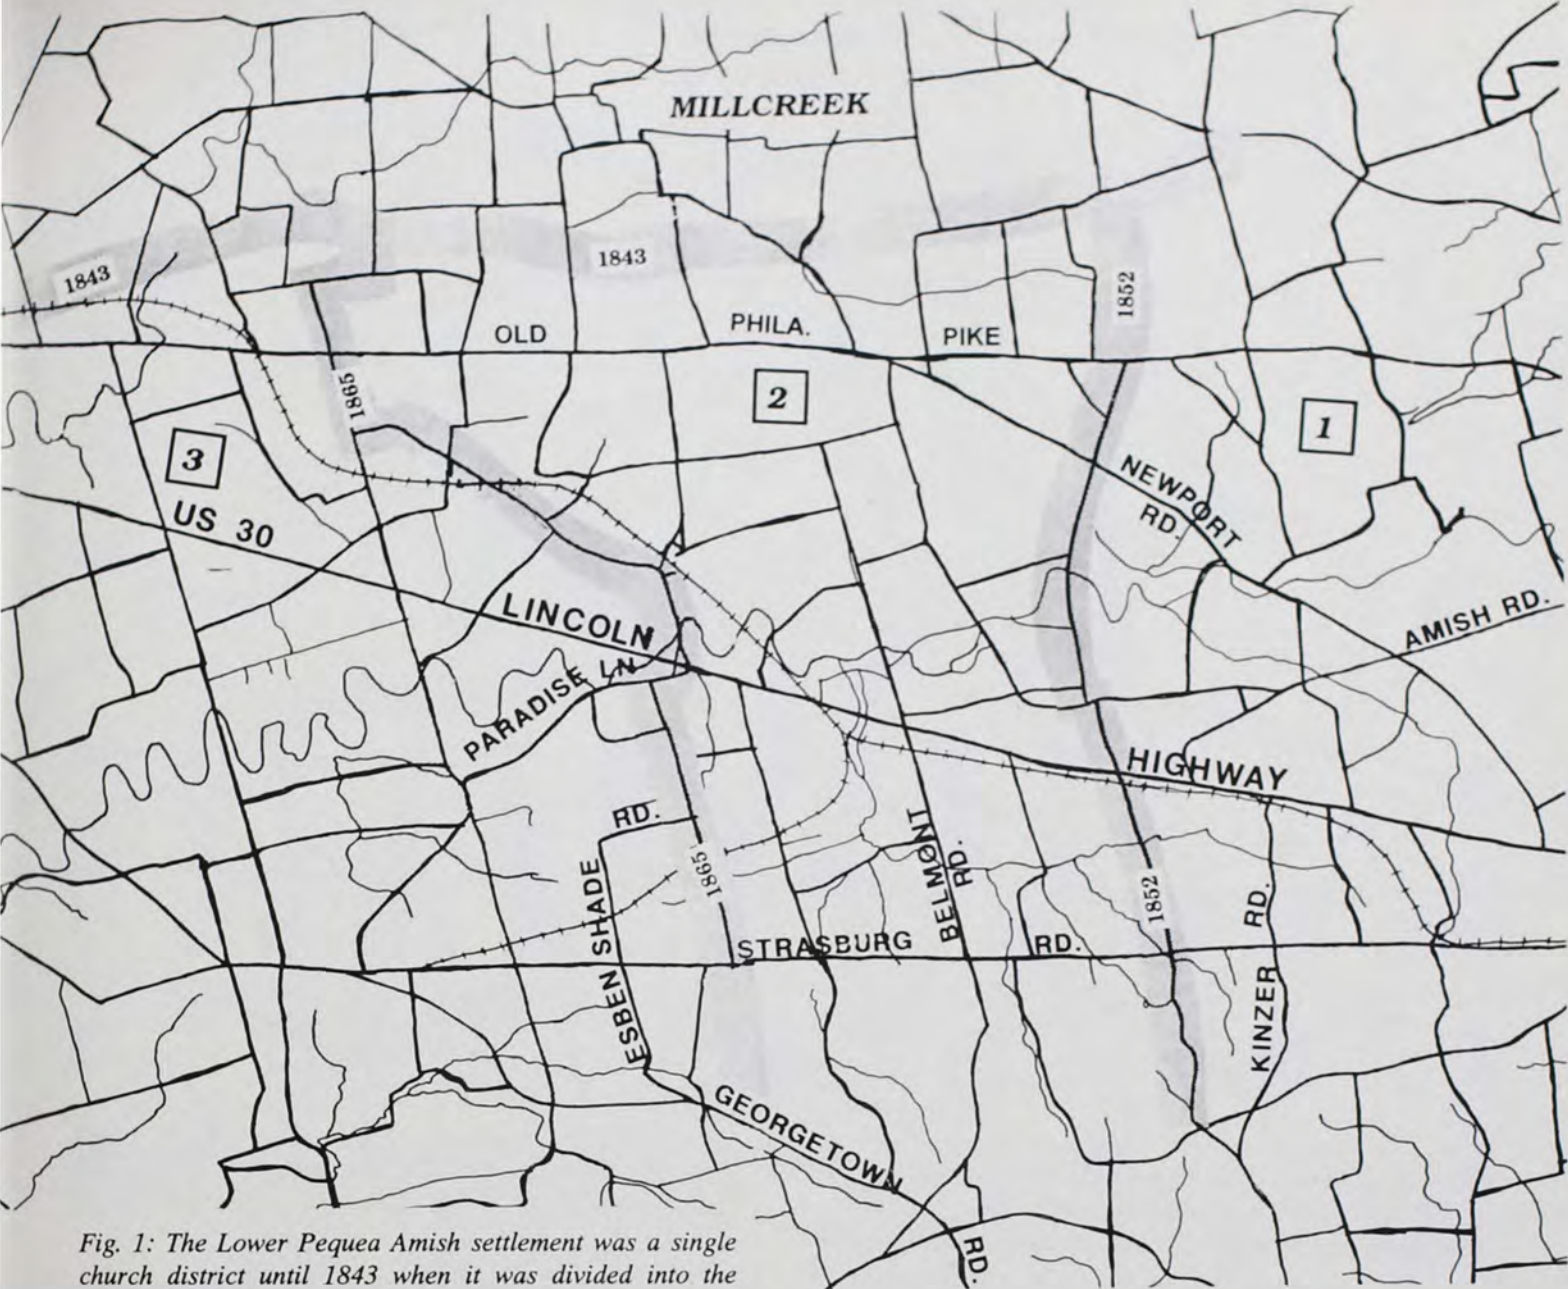 MILLCREEK
1843
1843
1852
OLD PHILA. PIKE
1865
2
1
3
US 30
NEWPORT
RD.
LINCOLN
AMISH RD.
PARADISE LN
HIGHWAY
RD.
ESBEN SHADE
1865
BELMONT
RD.
1852
KINZER RD.
STRASBURG RD.
GEORGETOWN
RD.
Fig. 1: The Lower Pequea Amish settlement was a single
church district until 1843 when it was divided into the